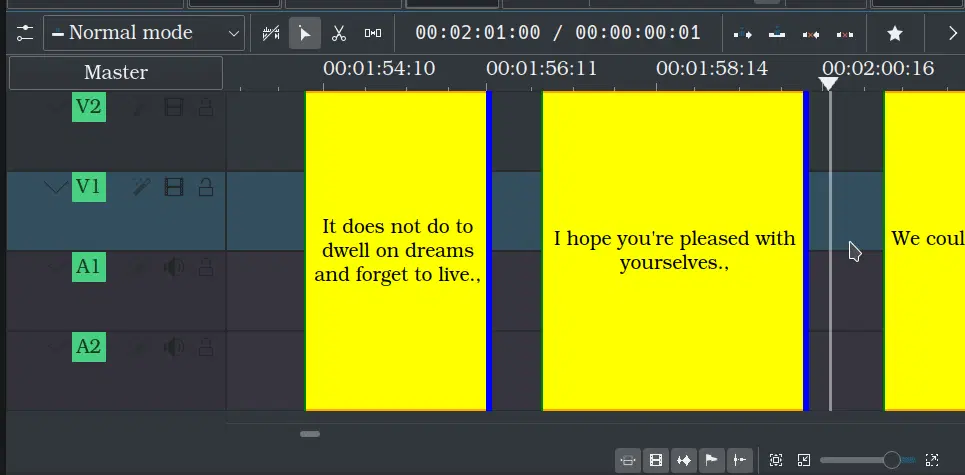 Normal mode
00:02:01:00 / 00:00:00:01
Master
00:01:54:10
00:01:56:11
00:01:58:14
00:02:00:16
V2
V1
A1
A2
It does not do to
dwell on dreams
and forget to live.,
I hope you're pleased with
yourselves.,
We coul